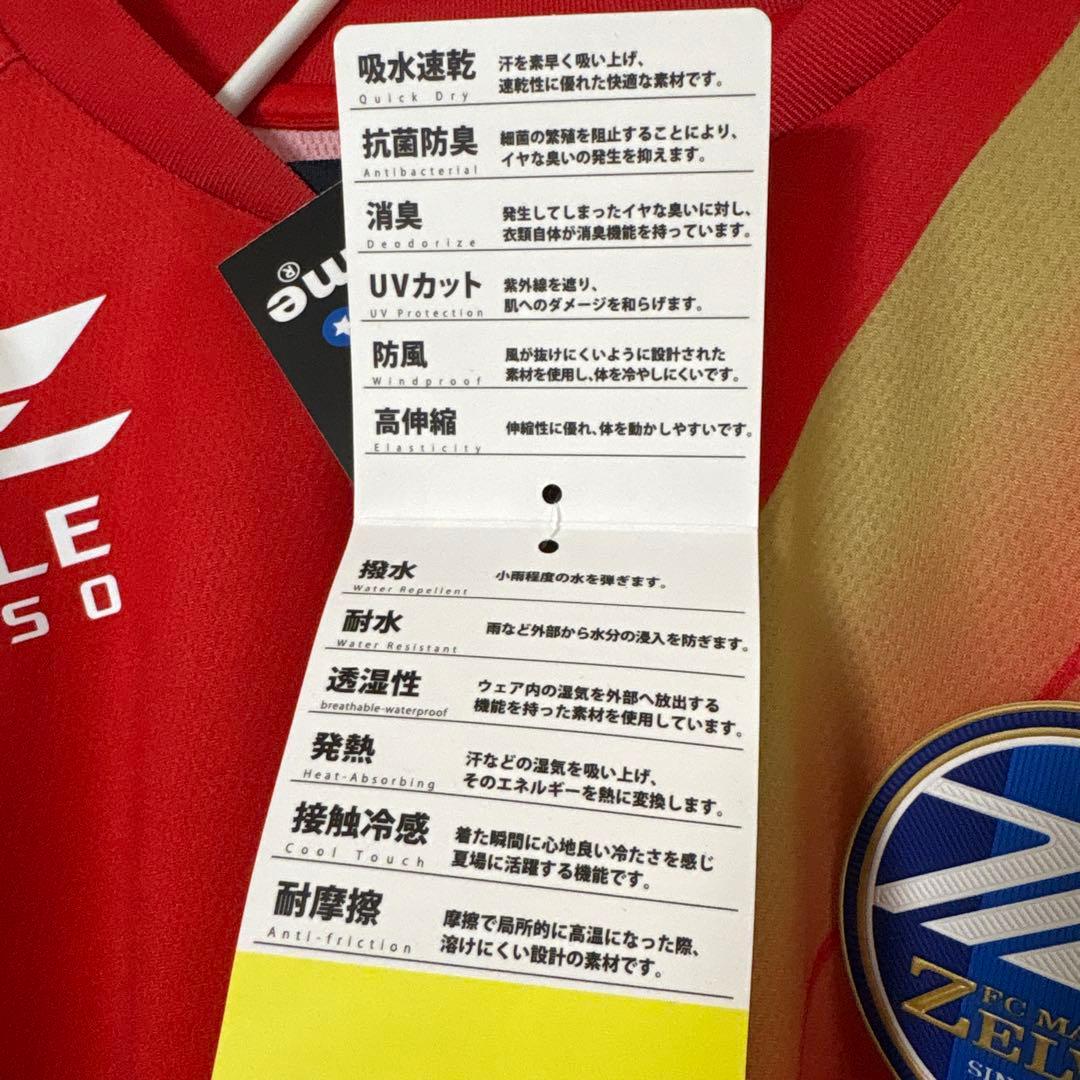 吸水速乾
Quick Dry
汗を素早く吸い上げ、
速乾性に優れた快適な素材です。
抗菌防臭
Antibacterial
細菌の繁殖を阻止することにより、
イヤな臭いの発生を抑えます。
消臭
Deodorize
発生してしまったイヤな臭いに対し、
衣類自体が消臭機能を持っています。
UVカット
UV Protection
紫外線を遮り、
肌へのダメージを和らげます。
防風
Windproof
風が抜けにくいように設計された
素材を使用し、体を冷やしにくいです。
高伸縮
Elasticity
伸縮性に優れ、体を動かしやすいです。
撥水
Water Repellent
小雨程度の水を弾ぎます。
耐水
Water Resistant
雨など外部から水分の浸入を防ぎます。
透湿性
breathable-waterproof
ウェア内の湿気を外部へ放出する
機能を持った素材を使用しています。
発熱
Heat-Absorbing
汗などの湿気を吸い上げ、
そのエネルギーを熱に変換します。
接触冷感
Cool Touch
着た瞬間に心地良い冷たさを感じ
夏場に活躍する機能です。
耐摩擦
Anti-friction
摩擦で局所的に高温になった際、
溶けにくい設計の素材です。
me®
LE
SO
FC MA
ZEL
SIN